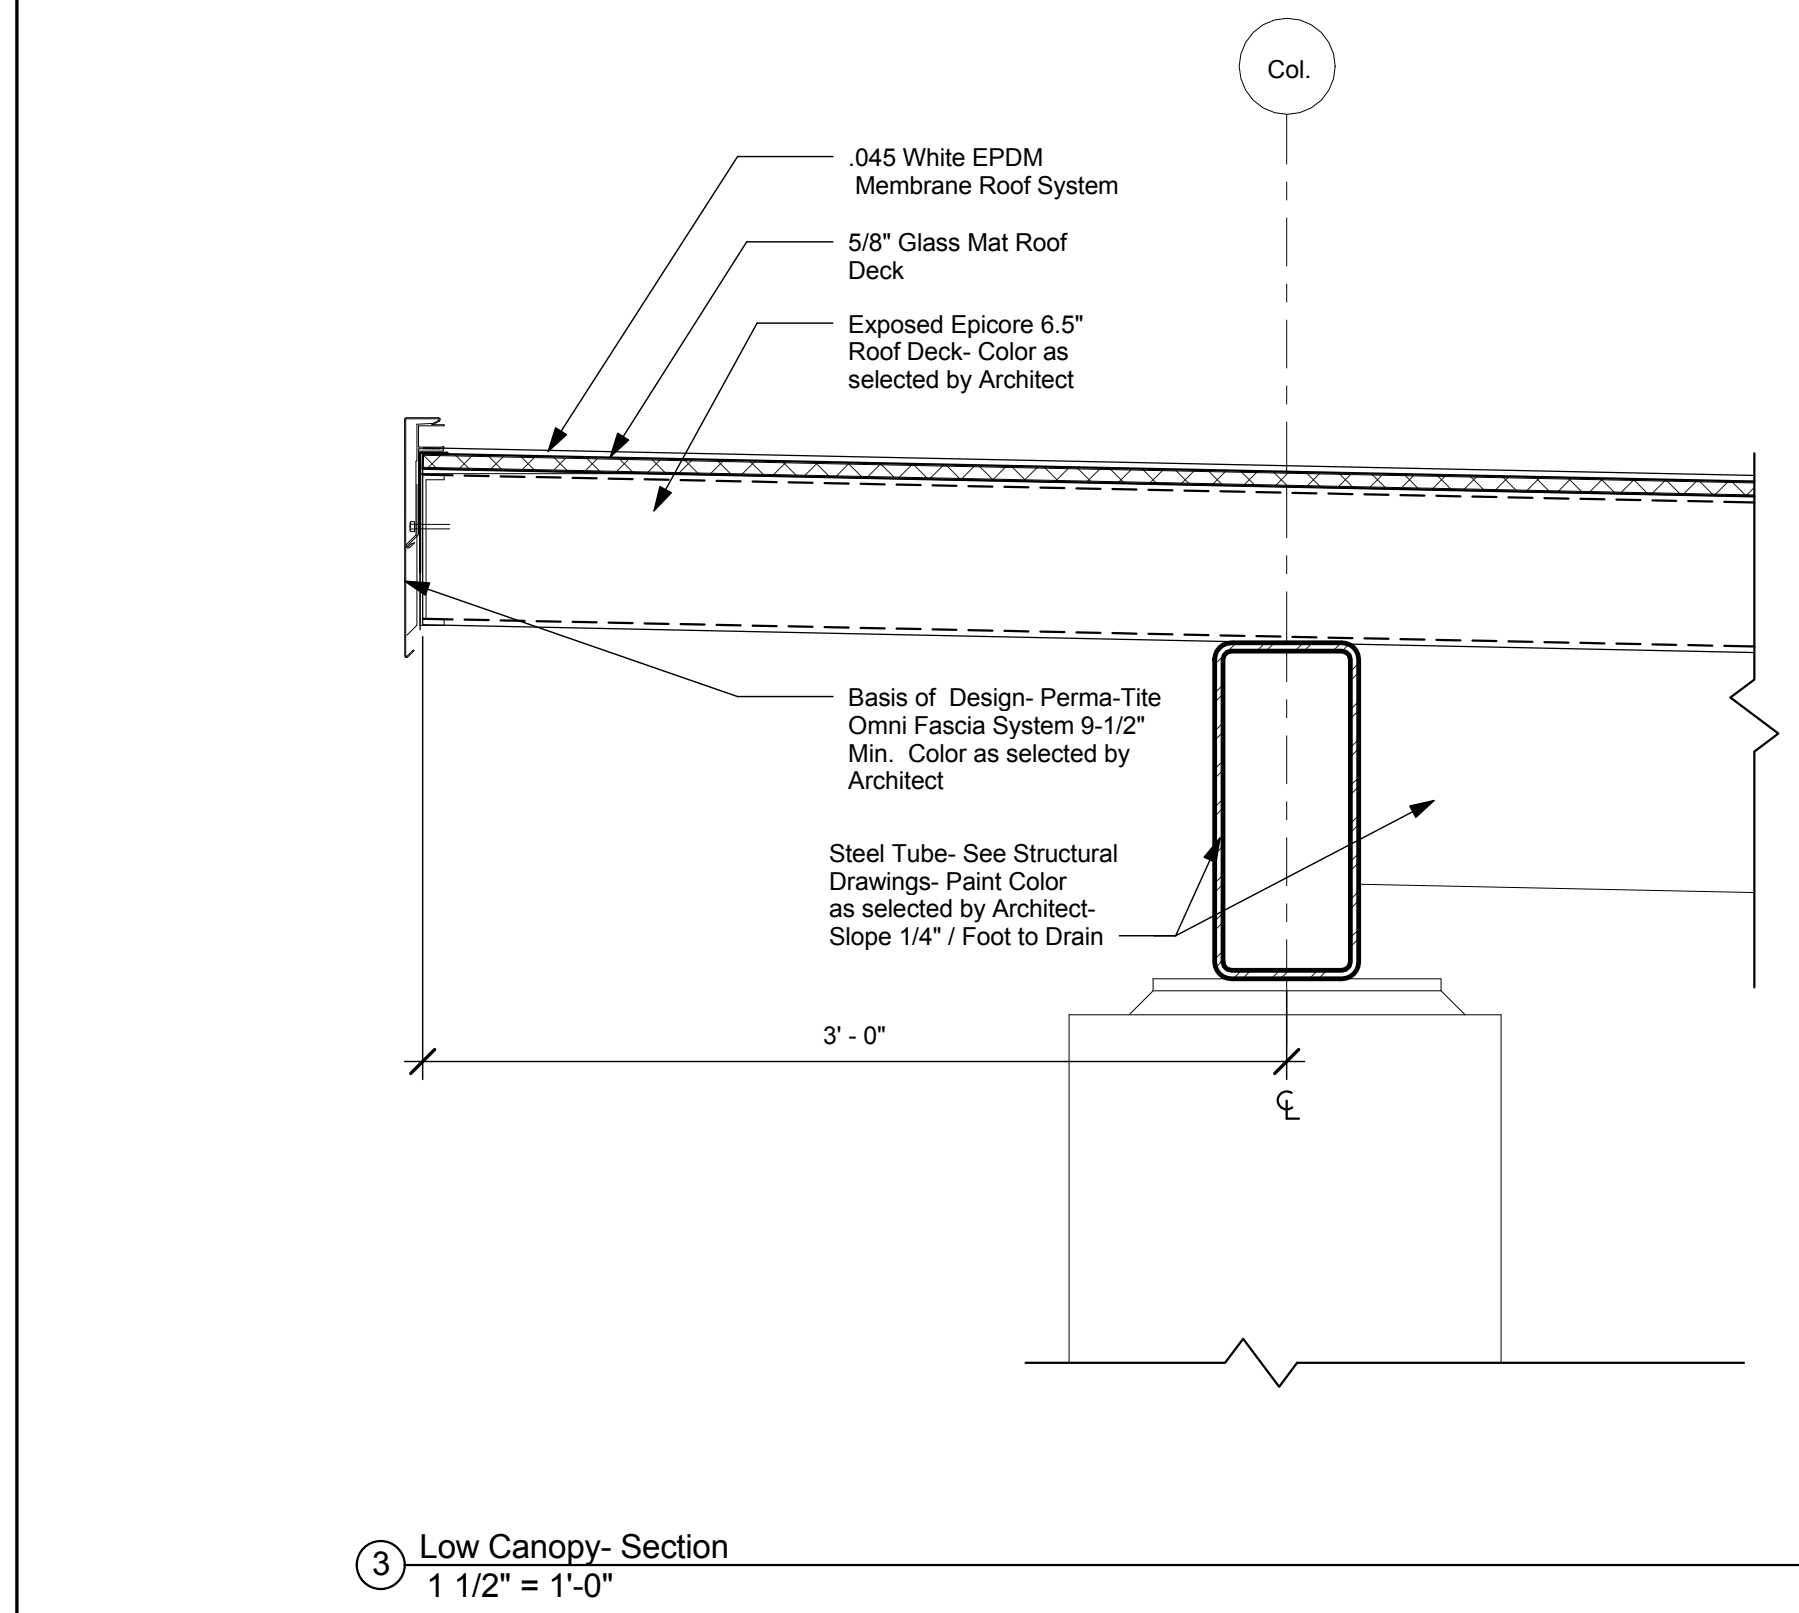 Col.
.045 White EPDM
Membrane Roof System
5/8" Glass Mat Roof
Deck
Exposed Epicore 6.5"
Roof Deck- Color as
selected by Architect
Basis of  Design- Perma-Tite
Omni Fascia System 9-1/2"
Min.  Color as selected by
Architect
Steel Tube- See Structural
Drawings- Paint Color
as selected by Architect-
Slope 1/4" / Foot to Drain
3' - 0"
℄
3
Low Canopy- Section
1 1/2" = 1'-0"